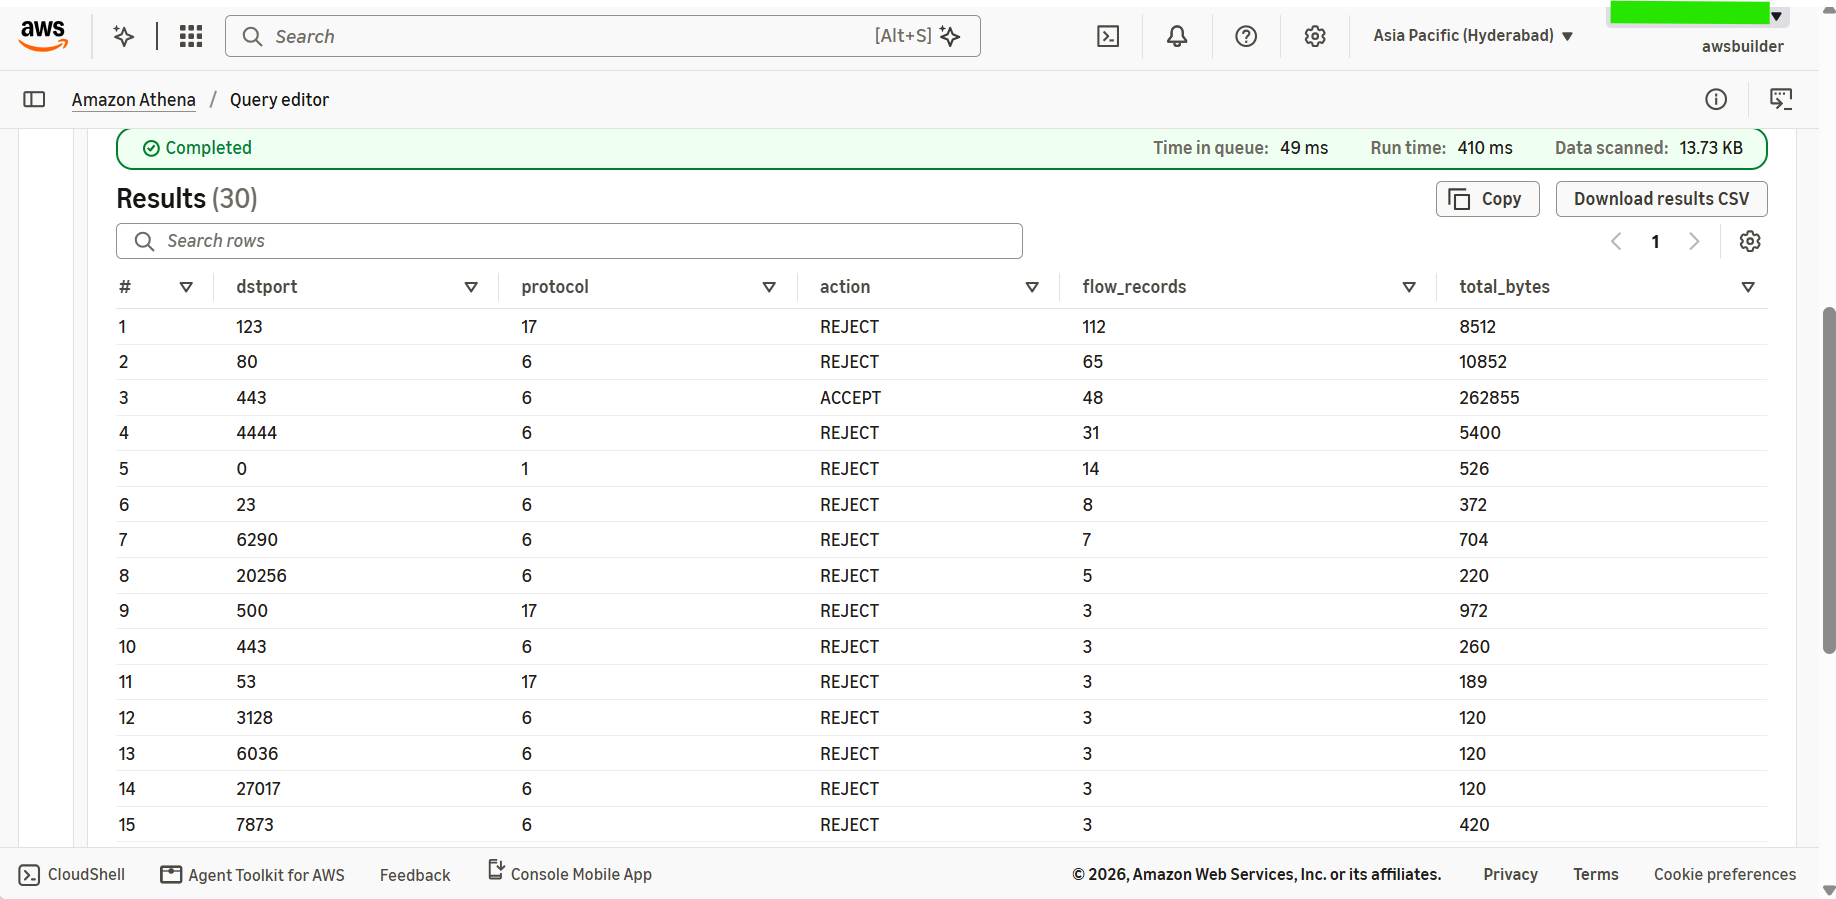 aws
Search [Alt+S]
Asia Pacific (Hyderabad)
awsbuilder
Amazon Athena / Query editor
Completed Time in queue: 49 ms Run time: 410 ms Data scanned: 13.73 KB
Results (30) Copy Download results CSV
Search rows 1
# dstport protocol action flow_records total_bytes
1 123 17 REJECT 112 8512
2 80 6 REJECT 65 10852
3 443 6 ACCEPT 48 262855
4 4444 6 REJECT 31 5400
5 0 1 REJECT 14 526
6 23 6 REJECT 8 372
7 6290 6 REJECT 7 704
8 20256 6 REJECT 5 220
9 500 17 REJECT 3 972
10 443 6 REJECT 3 260
11 53 17 REJECT 3 189
12 3128 6 REJECT 3 120
13 6036 6 REJECT 3 120
14 27017 6 REJECT 3 120
15 7873 6 REJECT 3 420
CloudShell Agent Toolkit for AWS Feedback Console Mobile App © 2026, Amazon Web Services, Inc. or its affiliates. Privacy Terms Cookie preferences